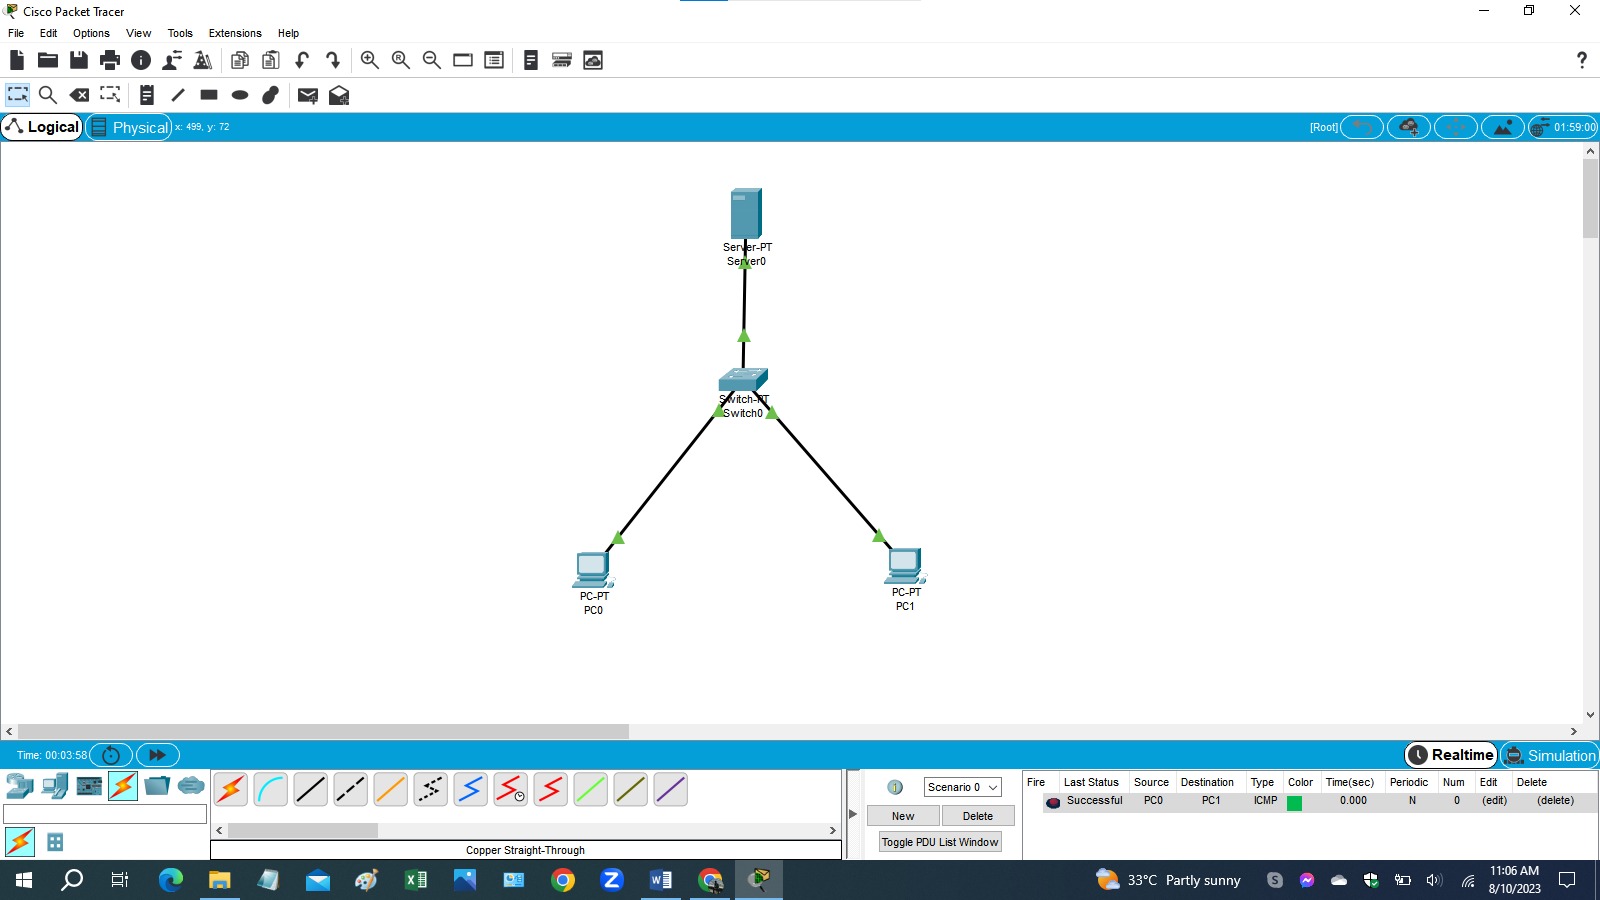 Cisco Packet Tracer
File Edit Options View Tools Extensions Help
?
Logical Physical x: 499, y: 72 [Root] 01:59:00
Server-PT
Server0
Switch-PT
Switch0
PC-PT
PC0
PC-PT
PC1
Time: 00:03:58 Realtime Simulation
Scenario 0
New Delete
Toggle PDU List Window
Fire Last Status Source Destination Type Color Time(sec) Periodic Num Edit Delete
Successful PC0 PC1 ICMP 0.000 N 0 (edit) (delete)
Copper Straight-Through
33°C Partly sunny
11:06 AM
8/10/2023